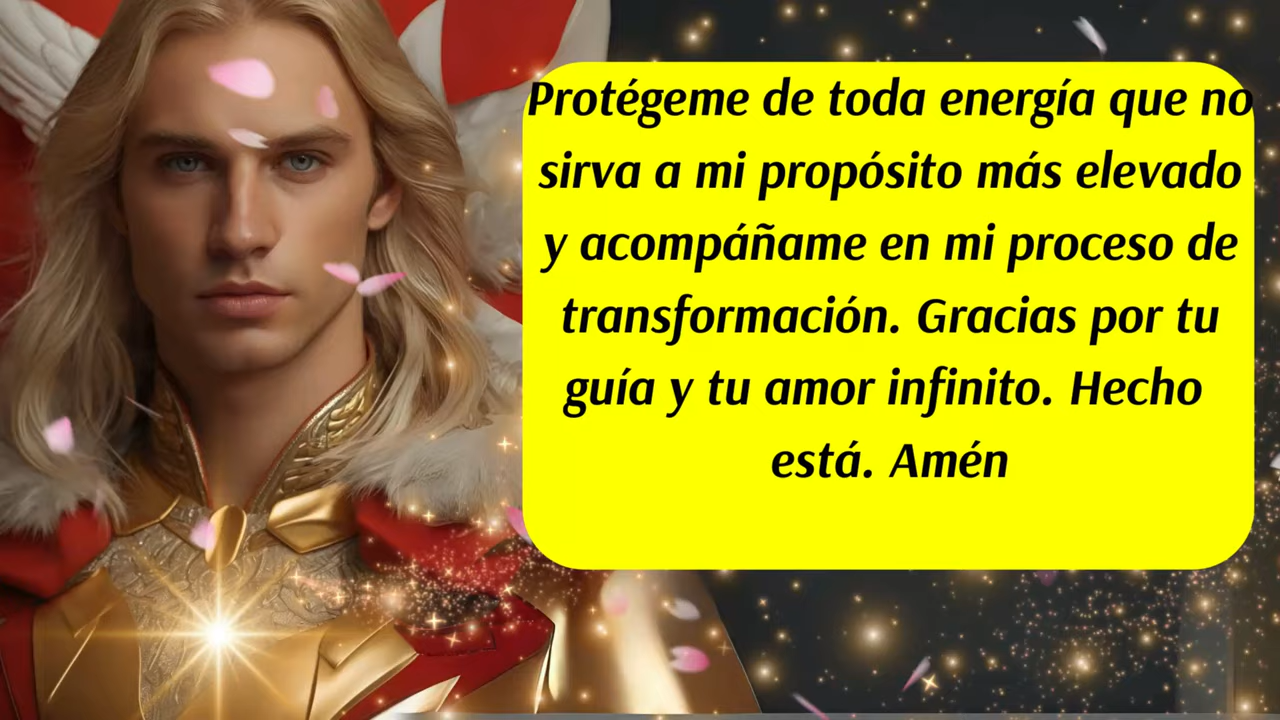 Protégeme de toda energía que no
sirva a mi propósito más elevado
y acompáñame en mi proceso de
transformación. Gracias por tu
guía y tu amor infinito. Hecho
está. Amén